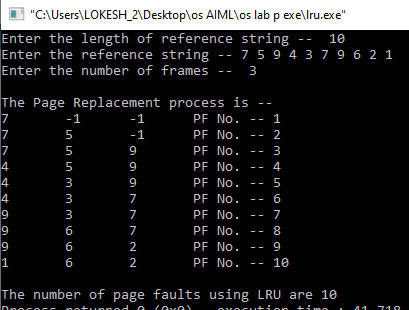 "C:\Users\LOKESH_2\Desktop\os AIML\os lab p exe\lru.exe"
Enter the length of reference string --  10
Enter the reference string -- 7 5 9 4 3 7 9 6 2 1
Enter the number of frames --  3
The Page Replacement process is --
7 -1 -1 PF No. -- 1
7 5 -1 PF No. -- 2
7 5 9 PF No. -- 3
4 5 9 PF No. -- 4
4 3 9 PF No. -- 5
4 3 7 PF No. -- 6
9 3 7 PF No. -- 7
9 6 7 PF No. -- 8
9 6 2 PF No. -- 9
1 6 2 PF No. -- 10
The number of page faults using LRU are 10
Process returned 0 (0x0)   execution time : 41.718